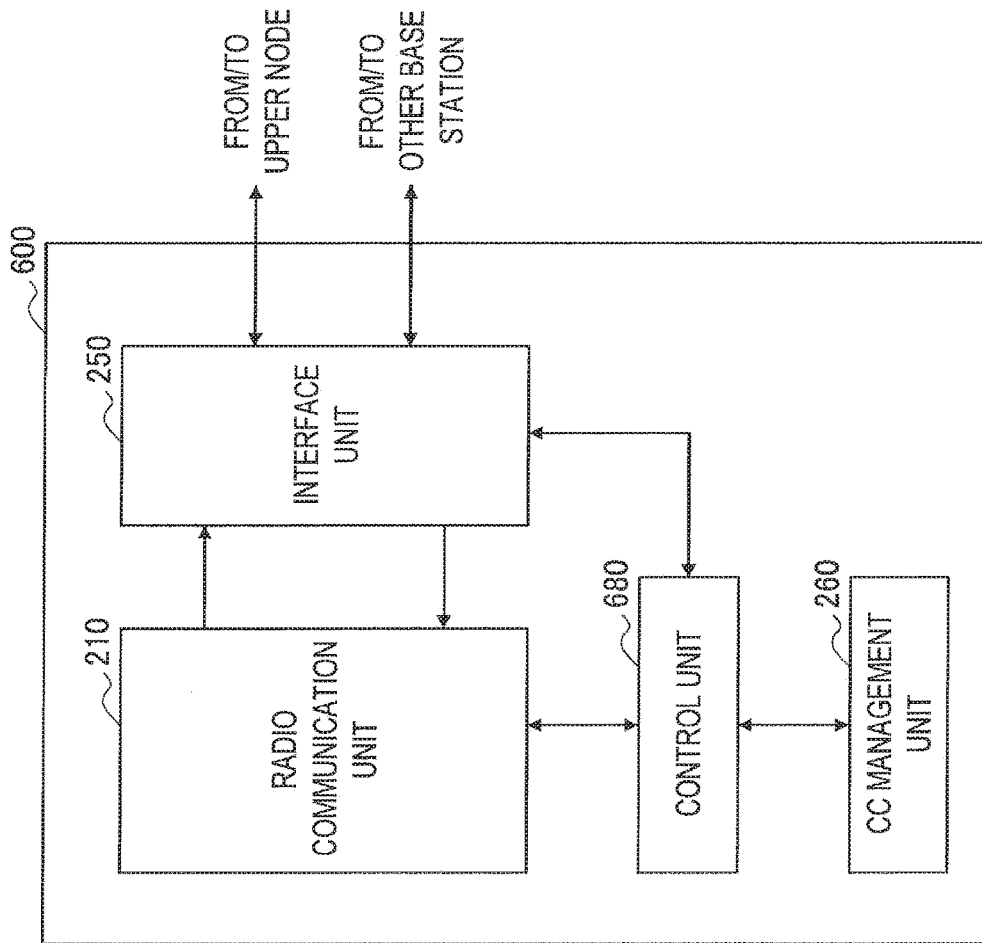 600
210
RADIO
COMMUNICATION
UNIT
250
INTERFACE
UNIT
FROM/TO
UPPER NODE
FROM/TO
OTHER BASE
STATION
680
CONTROL UNIT
260
CC MANAGEMENT
UNIT